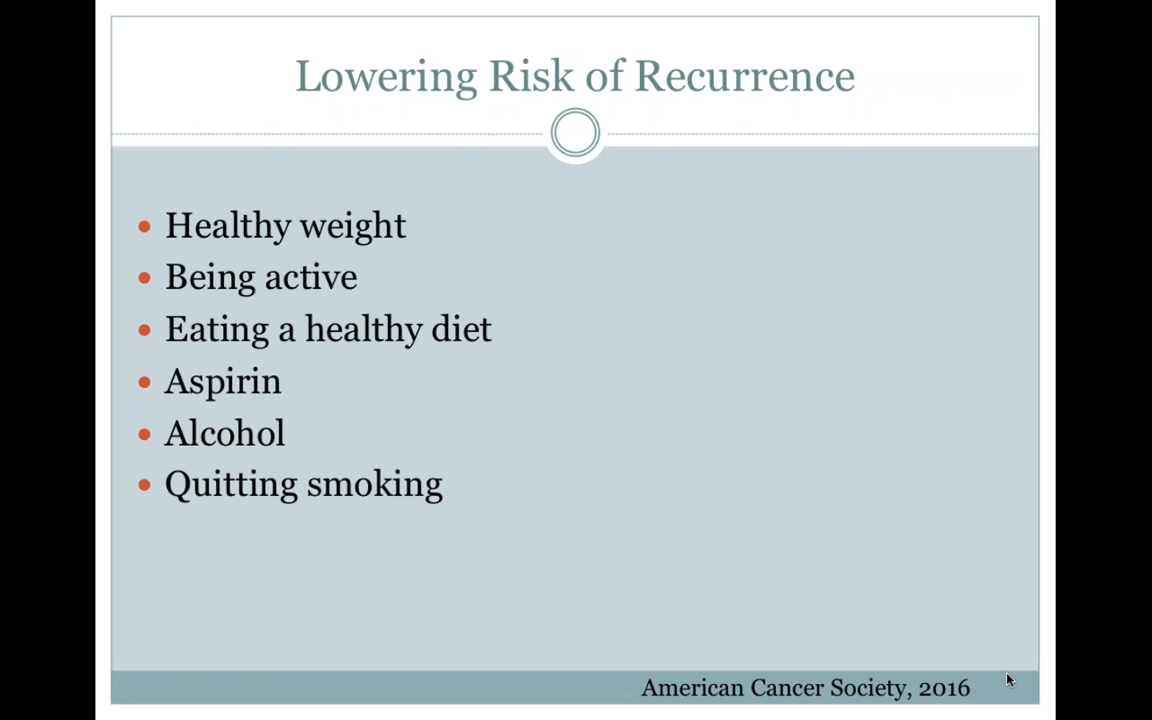 Lowering Risk of Recurrence
Healthy weight
Being active
Eating a healthy diet
Aspirin
Alcohol
Quitting smoking
American Cancer Society, 2016